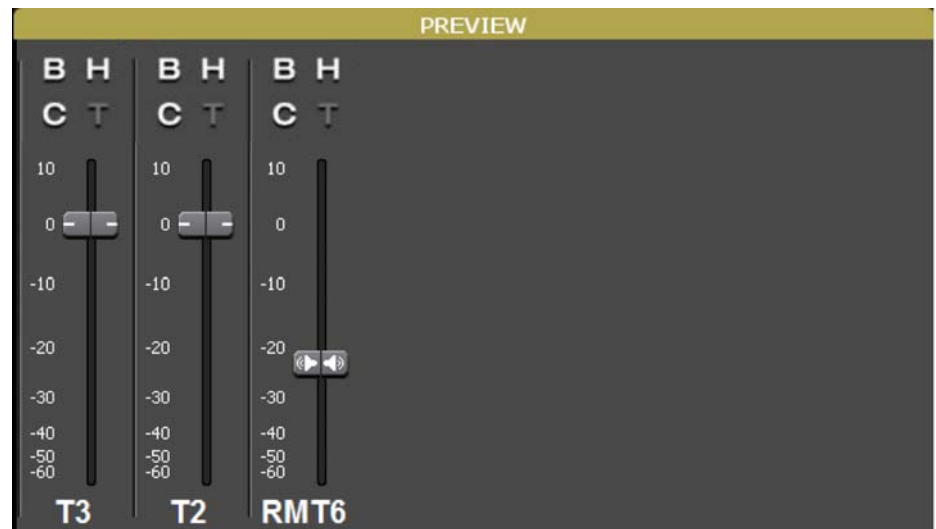 PREVIEW
B H B H B H
C T C T C T
10 10 10
0 0 0
-10 -10 -10
-20 -20 -20
-30 -30 -30
-40 -40 -40
-50 -50 -50
-60 -60 -60
T3 T2 RMT6